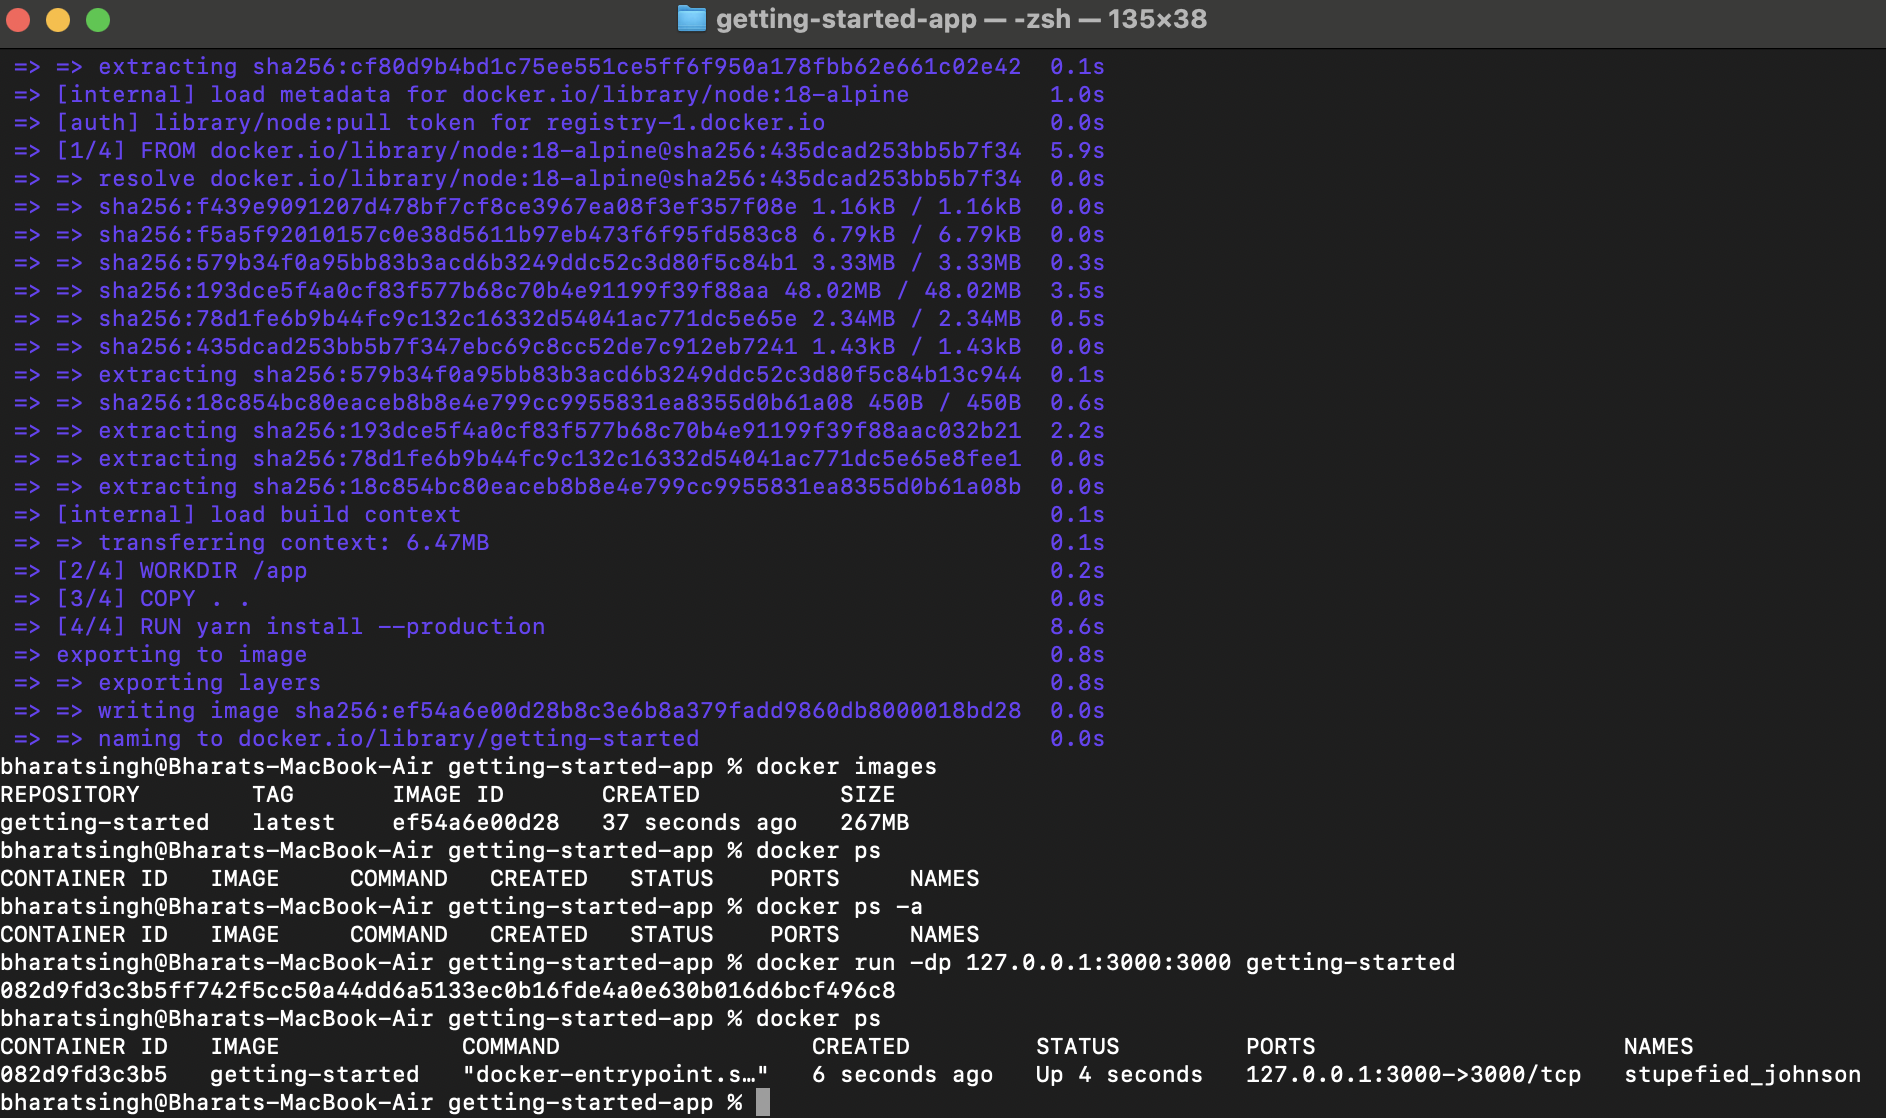 getting-started-app — -zsh — 135×38
=> => extracting sha256:cf80d9b4bd1c75ee551ce5ff6f950a178fbb62e661c02e42  0.1s
=> [internal] load metadata for docker.io/library/node:18-alpine          1.0s
=> [auth] library/node:pull token for registry-1.docker.io                0.0s
=> [1/4] FROM docker.io/library/node:18-alpine@sha256:435dcad253bb5b7f34  5.9s
=> => resolve docker.io/library/node:18-alpine@sha256:435dcad253bb5b7f34  0.0s
=> => sha256:f439e9091207d478bf7cf8ce3967ea08f3ef357f08e 1.16kB / 1.16kB  0.0s
=> => sha256:f5a5f92010157c0e38d5611b97eb473f6f95fd583c8 6.79kB / 6.79kB  0.0s
=> => sha256:579b34f0a95bb83b3acd6b3249ddc52c3d80f5c84b1 3.33MB / 3.33MB  0.3s
=> => sha256:193dce5f4a0cf83f577b68c70b4e91199f39f88aa 48.02MB / 48.02MB  3.5s
=> => sha256:78d1fe6b9b44fc9c132c16332d54041ac771dc5e65e 2.34MB / 2.34MB  0.5s
=> => sha256:435dcad253bb5b7f347ebc69c8cc52de7c912eb7241 1.43kB / 1.43kB  0.0s
=> => extracting sha256:579b34f0a95bb83b3acd6b3249ddc52c3d80f5c84b13c944  0.1s
=> => sha256:18c854bc80eaceb8b8e4e799cc9955831ea8355d0b61a08 450B / 450B  0.6s
=> => extracting sha256:193dce5f4a0cf83f577b68c70b4e91199f39f88aac032b21  2.2s
=> => extracting sha256:78d1fe6b9b44fc9c132c16332d54041ac771dc5e65e8fee1  0.0s
=> => extracting sha256:18c854bc80eaceb8b8e4e799cc9955831ea8355d0b61a08b  0.0s
=> [internal] load build context                                          0.1s
=> => transferring context: 6.47MB                                        0.1s
=> [2/4] WORKDIR /app                                                     0.2s
=> [3/4] COPY . .                                                         0.0s
=> [4/4] RUN yarn install --production                                    8.6s
=> exporting to image                                                     0.8s
=> => exporting layers                                                    0.8s
=> => writing image sha256:ef54a6e00d28b8c3e6b8a379fadd9860db8000018bd28  0.0s
=> => naming to docker.io/library/getting-started                         0.0s
bharatsingh@Bharats-MacBook-Air getting-started-app % docker images
REPOSITORY        TAG       IMAGE ID       CREATED          SIZE
getting-started   latest    ef54a6e00d28   37 seconds ago   267MB
bharatsingh@Bharats-MacBook-Air getting-started-app % docker ps
CONTAINER ID   IMAGE     COMMAND   CREATED   STATUS    PORTS     NAMES
bharatsingh@Bharats-MacBook-Air getting-started-app % docker ps -a
CONTAINER ID   IMAGE     COMMAND   CREATED   STATUS    PORTS     NAMES
bharatsingh@Bharats-MacBook-Air getting-started-app % docker run -dp 127.0.0.1:3000:3000 getting-started
082d9fd3c3b5ff742f5cc50a44dd6a5133ec0b16fde4a0e630b016d6bcf496c8
bharatsingh@Bharats-MacBook-Air getting-started-app % docker ps
CONTAINER ID   IMAGE             COMMAND                  CREATED         STATUS         PORTS                      NAMES
082d9fd3c3b5   getting-started   "docker-entrypoint.s…"   6 seconds ago   Up 4 seconds   127.0.0.1:3000->3000/tcp   stupefied_johnson
bharatsingh@Bharats-MacBook-Air getting-started-app %